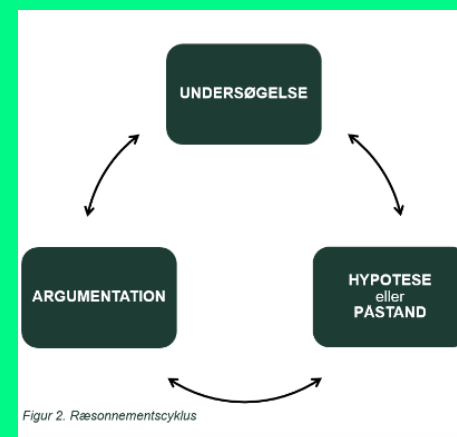 UNDERSØGELSE
ARGUMENTATION
HYPOTESE
eller
PÅSTAND
Figur 2. Ræsonnementscyklus